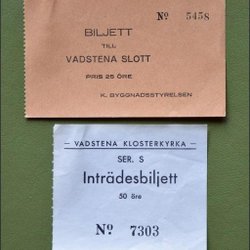 Nº 5458
BILJETT
TILL
VADSTENA SLOTT
PRIS 25 ÖRE
K. BYGGNADSSTYRELSEN
– VADSTENA KLOSTERKYRKA –
SER. S
Inträdesbiljett
50 öre
Nº 7303